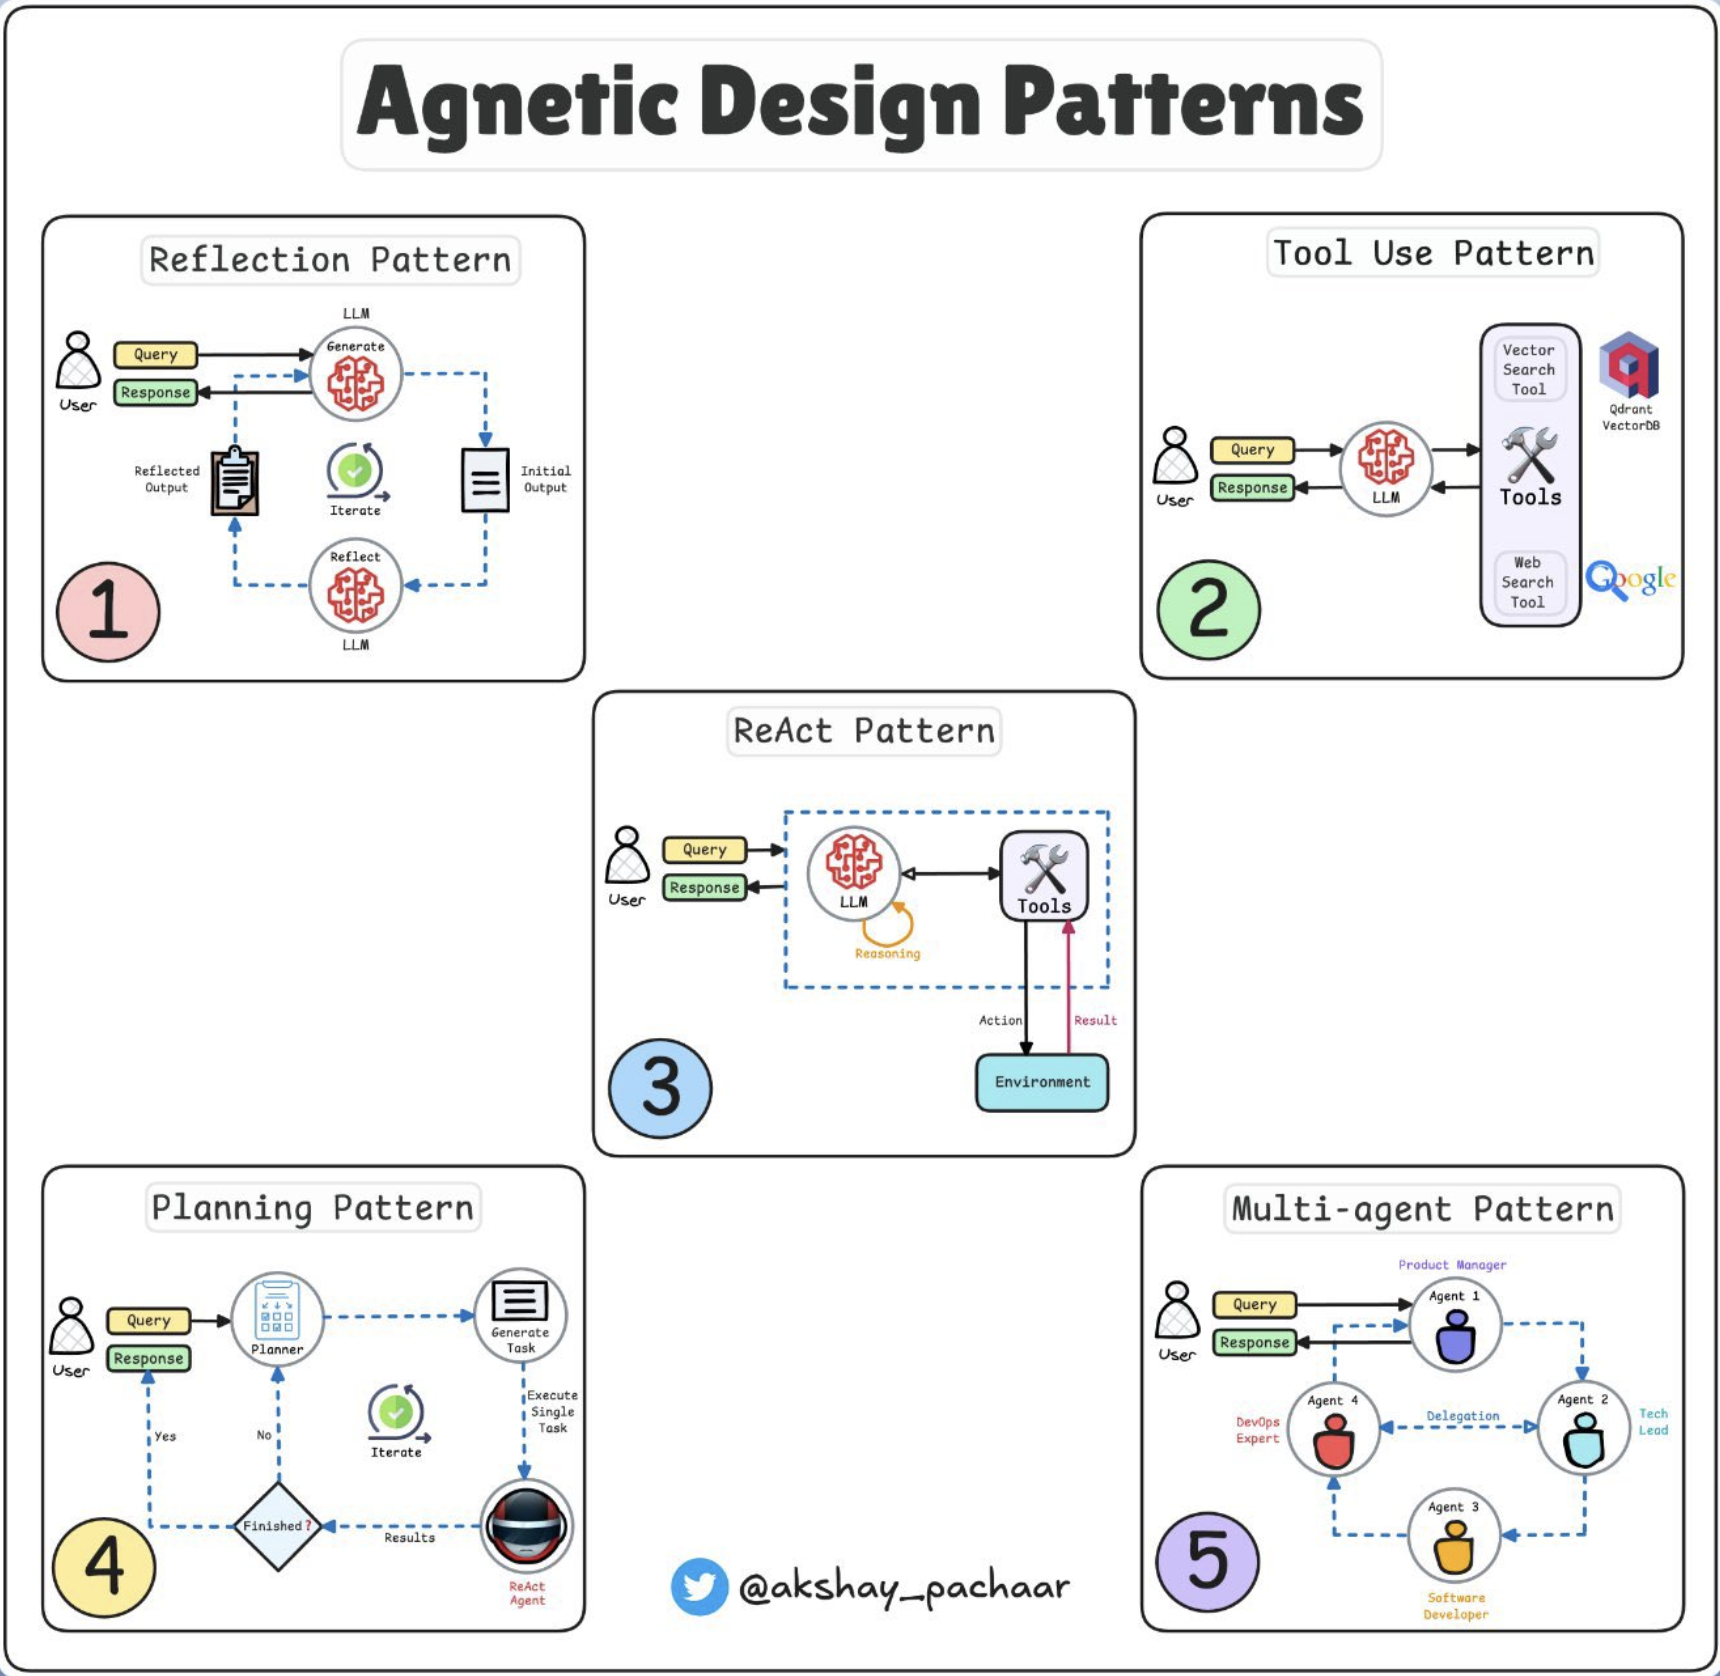 Agnetic Design Patterns
Reflection Pattern
LLM
Generate
Query
Response
User
Reflected
Output
Iterate
Initial
Output
Reflect
LLM
1
Tool Use Pattern
Vector
Search
Tool
Qdrant
VectorDB
Query
Response
User
LLM
Tools
Web
Search
Tool
Google
2
ReAct Pattern
Query
Response
User
LLM
Tools
Reasoning
Action
Result
Environment
3
Planning Pattern
Query
Response
User
Planner
Generate
Task
Execute
Single
Task
Iterate
Yes
No
Finished?
Results
ReAct
Agent
4
Multi-agent Pattern
Product Manager
Agent 1
Query
Response
User
Agent 4
DevOps
Expert
Delegation
Agent 2
Tech
Lead
Agent 3
Software
Developer
5
@akshay_pachaar